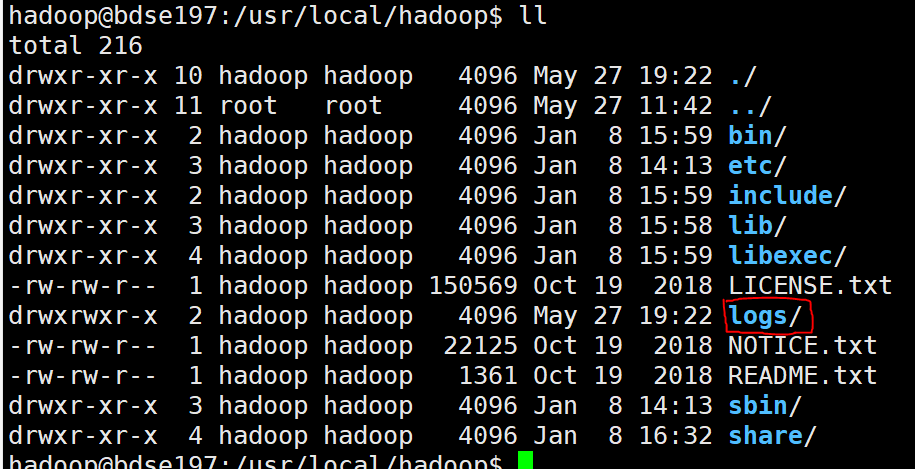 hadoop@bdse197:/usr/local/hadoop$ ll
total 216
drwxr-xr-x 10 hadoop hadoop   4096 May 27 19:22 ./
drwxr-xr-x 11 root   root     4096 May 27 11:42 ../
drwxr-xr-x  2 hadoop hadoop   4096 Jan  8 15:59 bin/
drwxr-xr-x  3 hadoop hadoop   4096 Jan  8 14:13 etc/
drwxr-xr-x  2 hadoop hadoop   4096 Jan  8 15:59 include/
drwxr-xr-x  3 hadoop hadoop   4096 Jan  8 15:58 lib/
drwxr-xr-x  4 hadoop hadoop   4096 Jan  8 15:59 libexec/
-rw-rw-r--  1 hadoop hadoop 150569 Oct 19  2018 LICENSE.txt
drwxrwxr-x  2 hadoop hadoop   4096 May 27 19:22 logs/
-rw-rw-r--  1 hadoop hadoop  22125 Oct 19  2018 NOTICE.txt
-rw-rw-r--  1 hadoop hadoop   1361 Oct 19  2018 README.txt
drwxr-xr-x  3 hadoop hadoop   4096 Jan  8 14:13 sbin/
drwxr-xr-x  4 hadoop hadoop   4096 Jan  8 16:32 share/
hadoop@bdse197:/usr/local/hadoop$